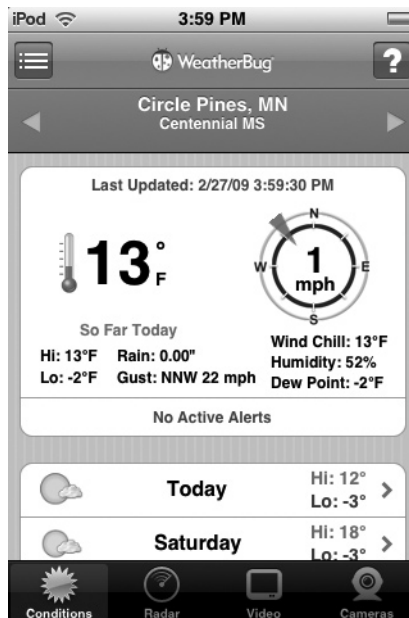 iPod 3:59 PM
WeatherBug
?
Circle Pines, MN
Centennial MS
Last Updated: 2/27/09 3:59:30 PM
13°F
N
W E
S
1
mph
So Far Today
Hi: 13°F Rain: 0.00"
Lo: -2°F Gust: NNW 22 mph
Wind Chill: 13°F
Humidity: 52%
Dew Point: -2°F
No Active Alerts
Today Hi: 12°
Lo: -3°
Saturday Hi: 18°
Lo: -3°
Conditions Radar Video Cameras